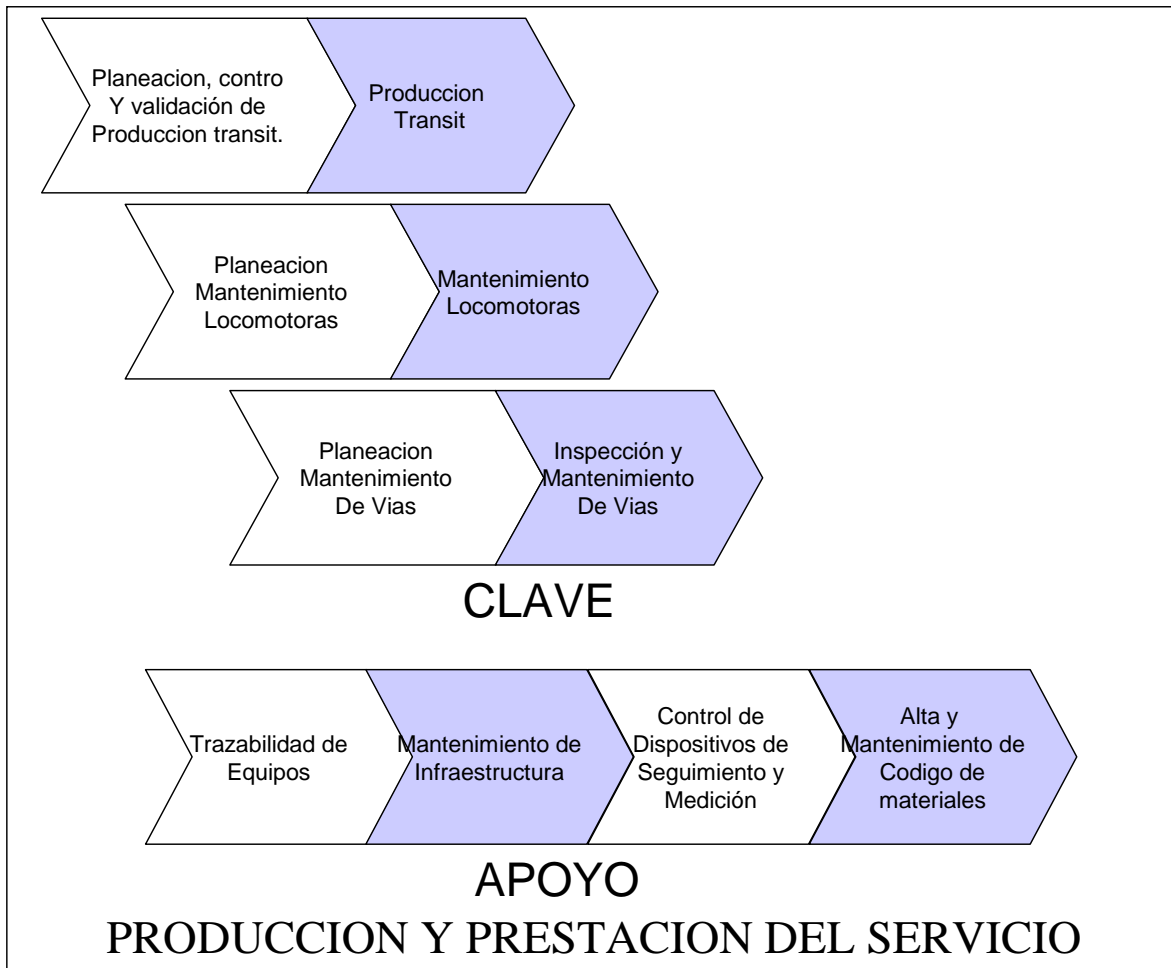 Planeacion, contro
Y validación de
Produccion transit.
Produccion
Transit
Planeacion
Mantenimiento
Locomotoras
Mantenimiento
Locomotoras
Planeacion
Mantenimiento
De Vias
Inspección y
Mantenimiento
De Vias
CLAVE
Trazabilidad de
Equipos
Mantenimiento de
Infraestructura
Control de
Dispositivos de
Seguimiento y
Medición
Alta y
Mantenimiento de
Codigo de
materiales
APOYO
PRODUCCION Y PRESTACION DEL SERVICIO